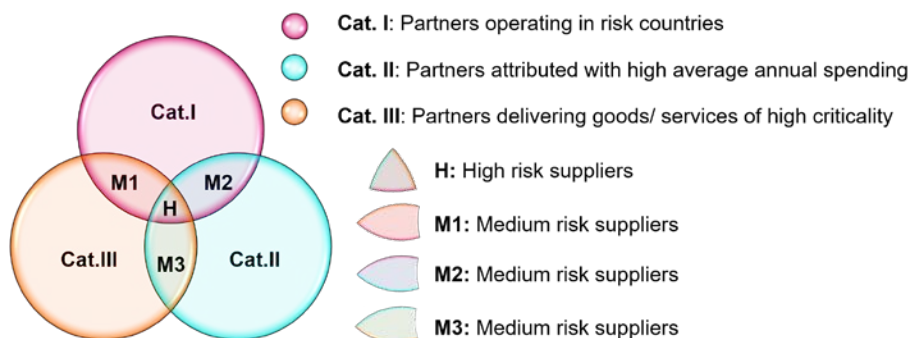 Cat. I: Partners operating in risk countries
Cat. II: Partners attributed with high average annual spending
Cat. III: Partners delivering goods/ services of high criticality
Cat.I
M1
M2
H
Cat.III
M3
Cat.II
H: High risk suppliers
M1: Medium risk suppliers
M2: Medium risk suppliers
M3: Medium risk suppliers